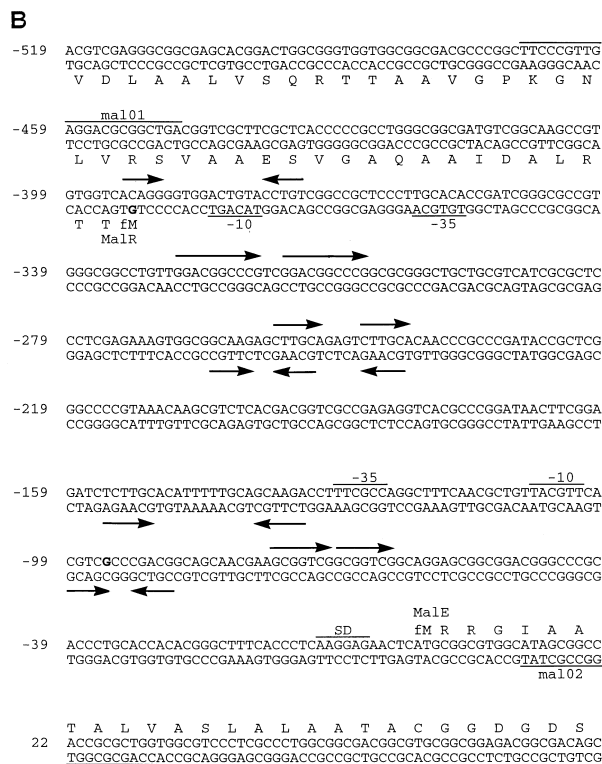 B
-519 ACGTCGAGGGCGGCGAGCACGGACTGGCGGGTGGTGGCGGCGACGCCCGGCTTCCCGTTG
TGCAGCTCCCGCCGCTCGTGCCTGACCGCCCACCACCGCCGCTGCGGGCCGAAGGGCAAC
V D L A A L V S Q R T T A A V G P K G N
mal01
-459 AGGACGCGGCTGACGGTCGCTTCGCTCACCCCCGCCTGGGCGGCGATGTCGGCAAGCCGT
TCCTGCGCCGACTGCCAGCGAAGCGAGTGGGGGCGGACCCGCCGCTACAGCCGTTCGGCA
L V R S V A A E S V G A Q A A I D A L R
-399 GTGGTCACAGGGGTGGACTGTACCTGTCGGCCGCTCCCTTGCACACCGATCGGGCGCCGT
CACCAGTGTCCCCACCTGACATGGACAGCCGGCGAGGGAACGTGTGGCTAGCCCGCGGCA
T T fM -10 -35
MalR
-339 GGGCGGCCTGTTGGACGGCCCGTCGGACGGCCCGGCGCGGGCTGCTGCGTCATCGCGCTC
CCCGCCGGACAACCTGCCGGGCAGCCTGCCGGGCCGCGCCCGACGACGCAGTAGCGCGAG
-279 CCTCGAGAAAGTGGCGGCAAGAGCTTGCAGAGTCTTGCACAACCCGCCCGATACCGCTCG
GGAGCTCTTTCACCGCCGTTCTCGAACGTCTCAGAACGTGTTGGGCGGGCTATGGCGAGC
-219 GGCCCCGTAAACAAGCGTCTCACGACGGTCGCCGAGAGGTCACGCCCGGATAACTTCGGA
CCGGGGCATTTGTTCGCAGAGTGCTGCCAGCGGCTCTCCAGTGCGGGCCTATTGAAGCCT
-35 -10
-159 GATCTCTTGCACATTTTTGCAGCAAGACCTTTCGCCAGGCTTTCAACGCTGTTACGTTCA
CTAGAGAACGTGTAAAAACGTCGTTCTGGAAAGCGGTCCGAAAGTTGCGACAATGCAAGT
-99 CGTCGCCCGACGGCAGCAACGAAGCGGTCGGCGGTCGGCAGGAGCGGCGGACGGGCCCGC
GCAGCGGGCTGCCGTCGTTGCTTCGCCAGCCGCCAGCCGTCCTCGCCGCCTGCCCGGGCG
MalE
SD fM R R G I A A
-39 ACCCTGCACCACACGGGCTTTCACCCTCAAGGAGAACTCATGCGGCGTGGCATAGCGGCC
TGGGACGTGGTGTGCCCGAAAGTGGGAGTTCCTCTTGAGTACGCCGCACCGTATCGCCGG
mal02
T A L V A S L A L A A T A C G G D G D S
22 ACCGCGCTGGTGGCGTCCCTCGCCCTGGCGGCGACGGCGTGCGGCGGAGACGGCGACAGC
TGGCGCGACCACCGCAGGGAGCGGGACCGCCGCTGCCGCACGCCGCCTCTGCCGCTGTCG